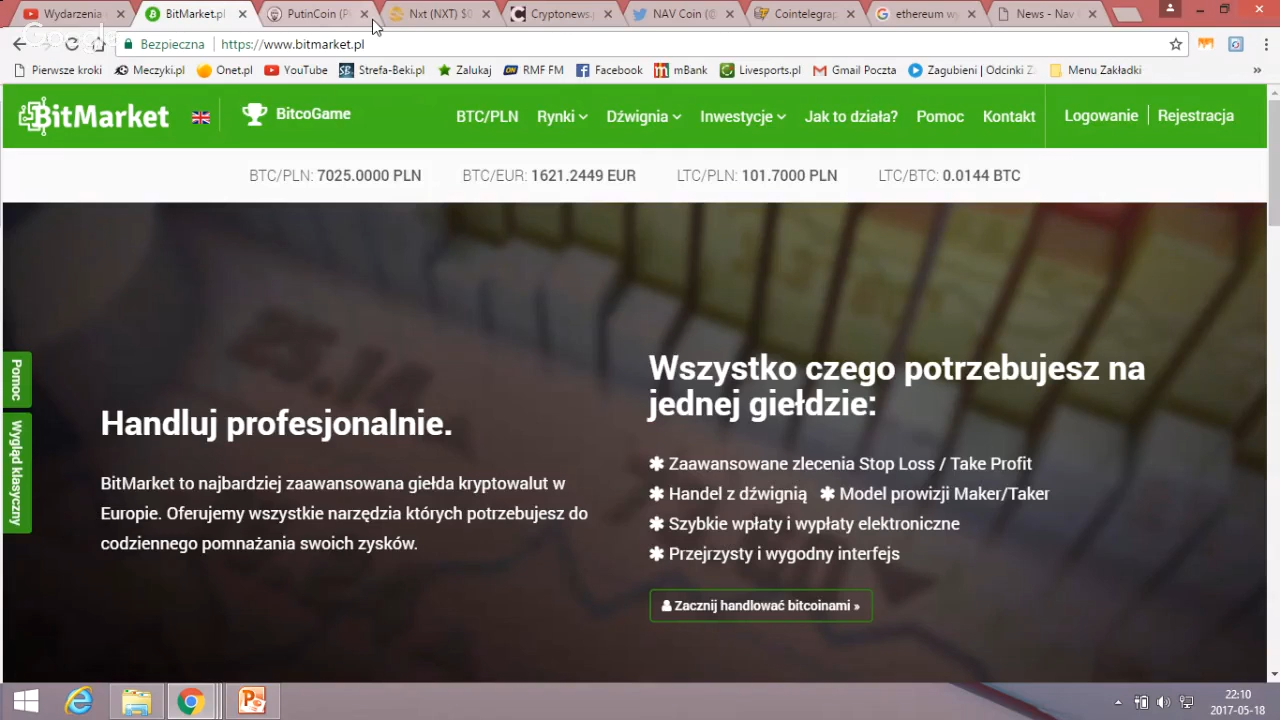 Wydarzenia
BitMarket.pl
PutinCoin (P
Nxt (NXT) $0
Cryptonews.
NAV Coin (@
Cointelegrap
ethereum wy
News - Nav
Google
Bezpieczna
https://www.bitmarket.pl
Pierwsze kroki
Meczyki.pl
Onet.pl
YouTube
Strefa-Beki.pl
Zalukaj
RMF FM
Facebook
mBank
Livesports.pl
Gmail Poczta
Zagubieni | Odcinki
Menu Zakładki
BitMarket
BitcoGame
BTC/PLN
Rynki
Dźwignia
Inwestycje
Jak to działa?
Pomoc
Kontakt
Logowanie
Rejestracja
BTC/PLN: 7025.0000 PLN
BTC/EUR: 1621.2449 EUR
LTC/PLN: 101.7000 PLN
LTC/BTC: 0.0144 BTC
Pomoc
Wygląd klasyczny
Handluj profesjonalnie.
BitMarket to najbardziej zaawansowana giełda kryptowalut w
Europie. Oferujemy wszystkie narzędzia których potrzebujesz do
codziennego pomnażania swoich zysków.
Wszystko czego potrzebujesz na
jednej giełdzie:
✱ Zaawansowane zlecenia Stop Loss / Take Profit
✱ Handel z dźwignią ✱ Model prowizji Maker/Taker
✱ Szybkie wpłaty i wypłaty elektroniczne
✱ Przejrzysty i wygodny interfejs
Zacznij handlować bitcoinami »
22:10
2017-05-18